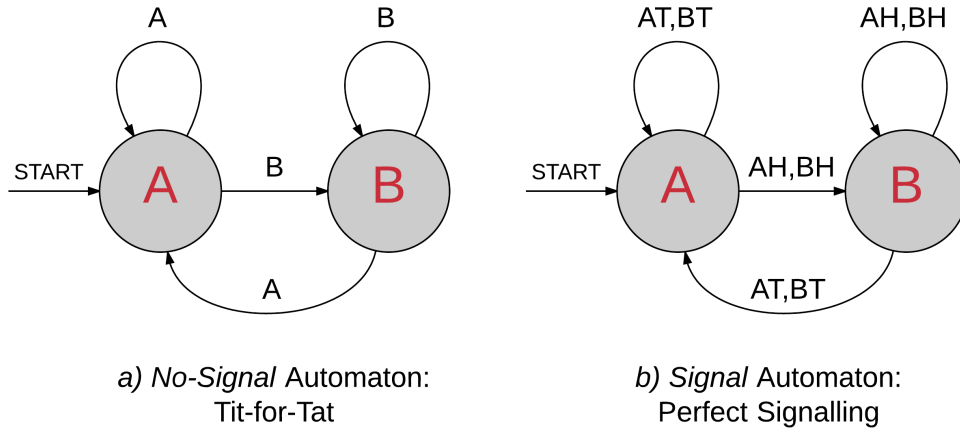 A
B
START
A
B
B
A
a) No-Signal Automaton:
Tit-for-Tat
AT,BT
AH,BH
START
A
AH,BH
B
AT,BT
b) Signal Automaton:
Perfect Signalling